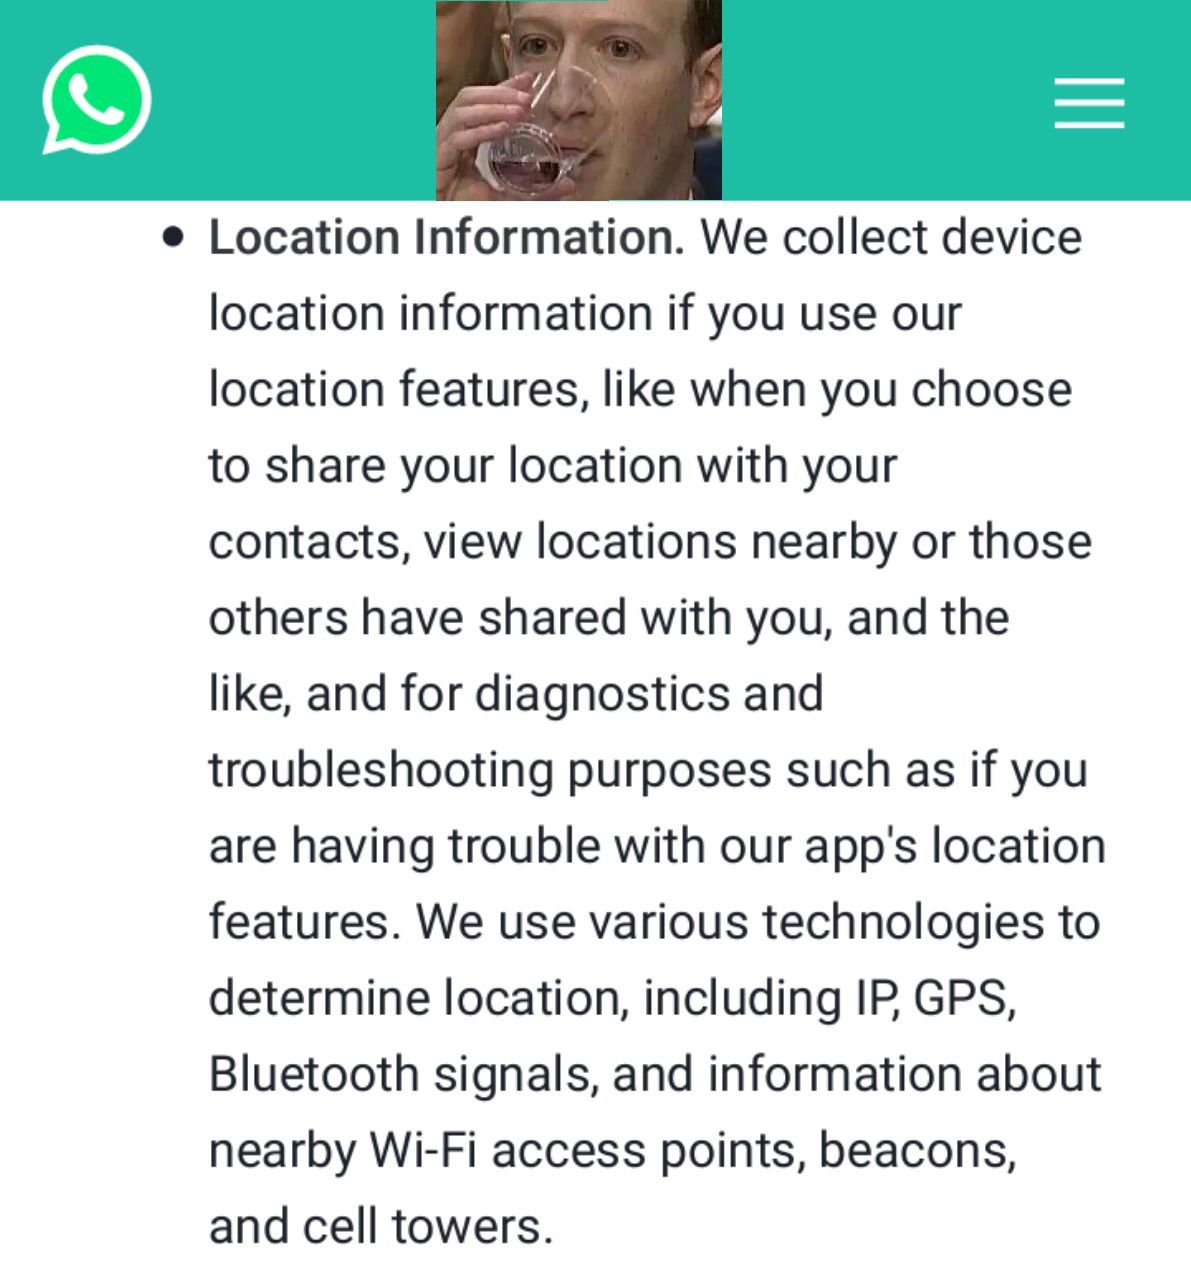 Location Information. We collect device
location information if you use our
location features, like when you choose
to share your location with your
contacts, view locations nearby or those
others have shared with you, and the
like, and for diagnostics and
troubleshooting purposes such as if you
are having trouble with our app's location
features. We use various technologies to
determine location, including IP, GPS,
Bluetooth signals, and information about
nearby Wi-Fi access points, beacons,
and cell towers.